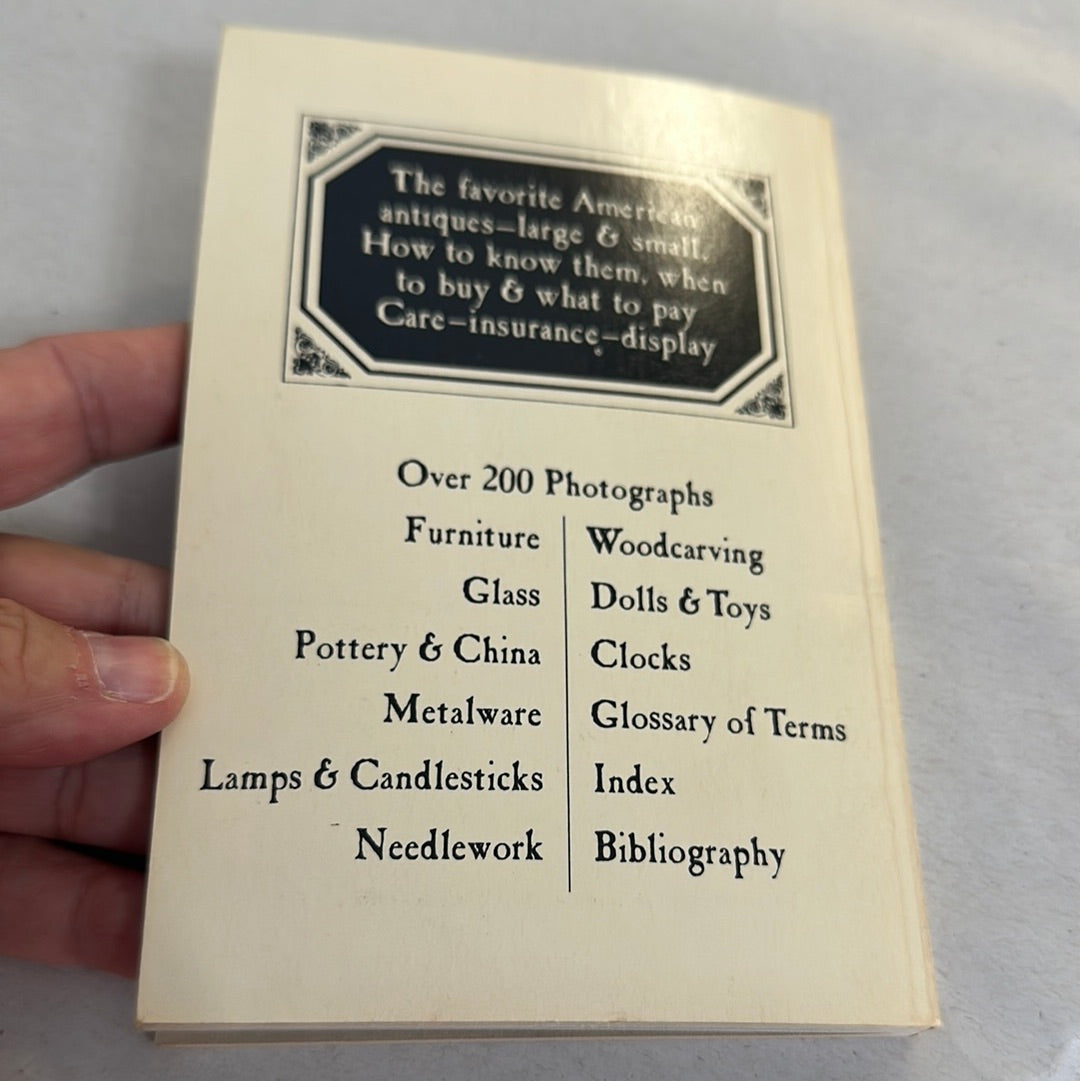 The favorite American
antiques—large & small.
How to know them, when
to buy & what to pay
Care—insurance—display
Over 200 Photographs
Furniture
Glass
Pottery & China
Metalware
Lamps & Candlesticks
Needlework
Woodcarving
Dolls & Toys
Clocks
Glossary of Terms
Index
Bibliography